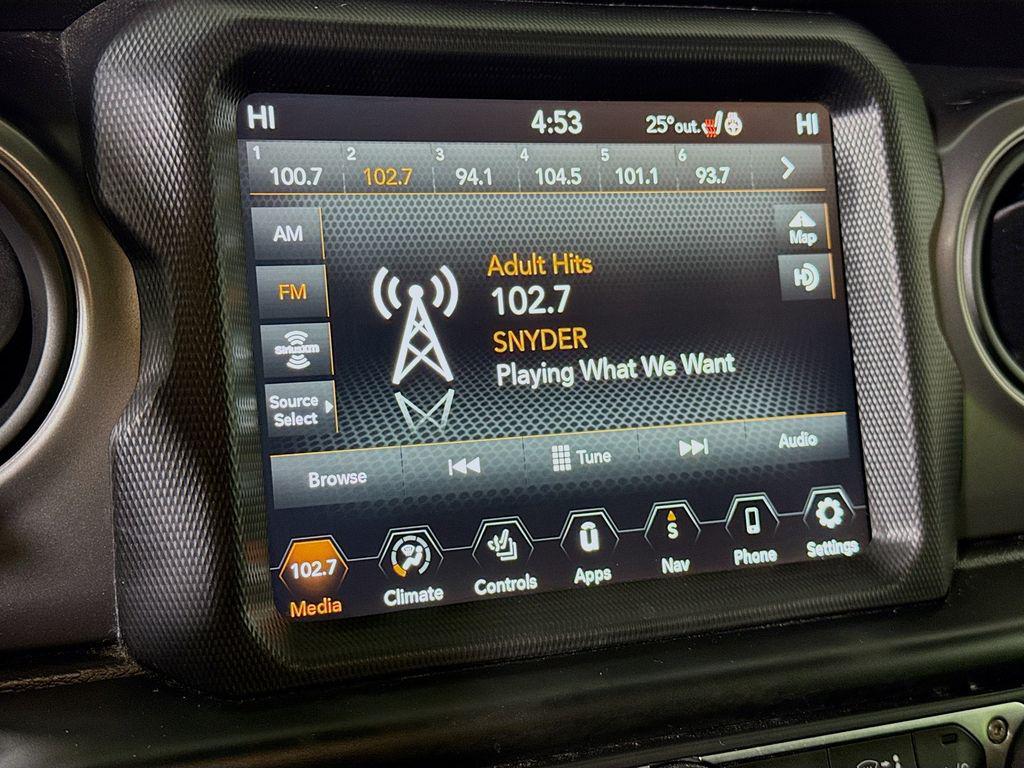 HI 4:53 25° out. HI
1 2 3 4 5 6
100.7 102.7 94.1 104.5 101.1 93.7
AM
Map
FM
HD
SiriusXM
Source
Select
Adult Hits
102.7
SNYDER
Playing What We Want
Browse Tune Audio
102.7 S
Media Climate Controls Apps Nav Phone Settings